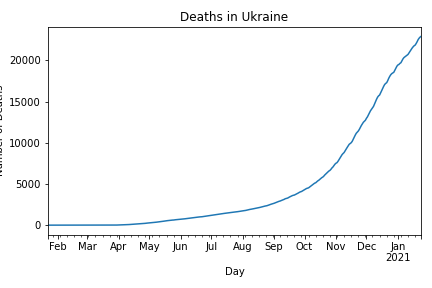 Deaths in Ukraine
20000
15000
10000
5000
0
Number of Deaths
Feb Mar Apr May Jun Jul Aug Sep Oct Nov Dec Jan
2021
Day